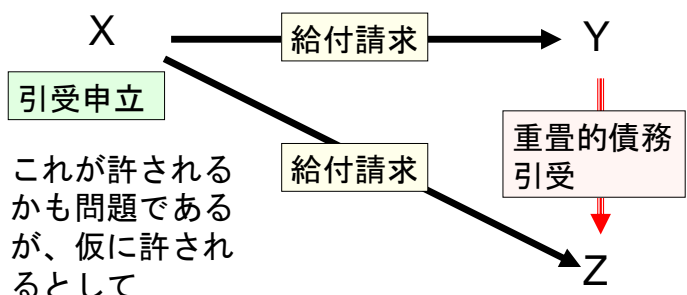 X
給付請求
Y
引受申立
重畳的債務
引受
給付請求
これが許される
かも問題である
が、仮に許され
るとして
Z